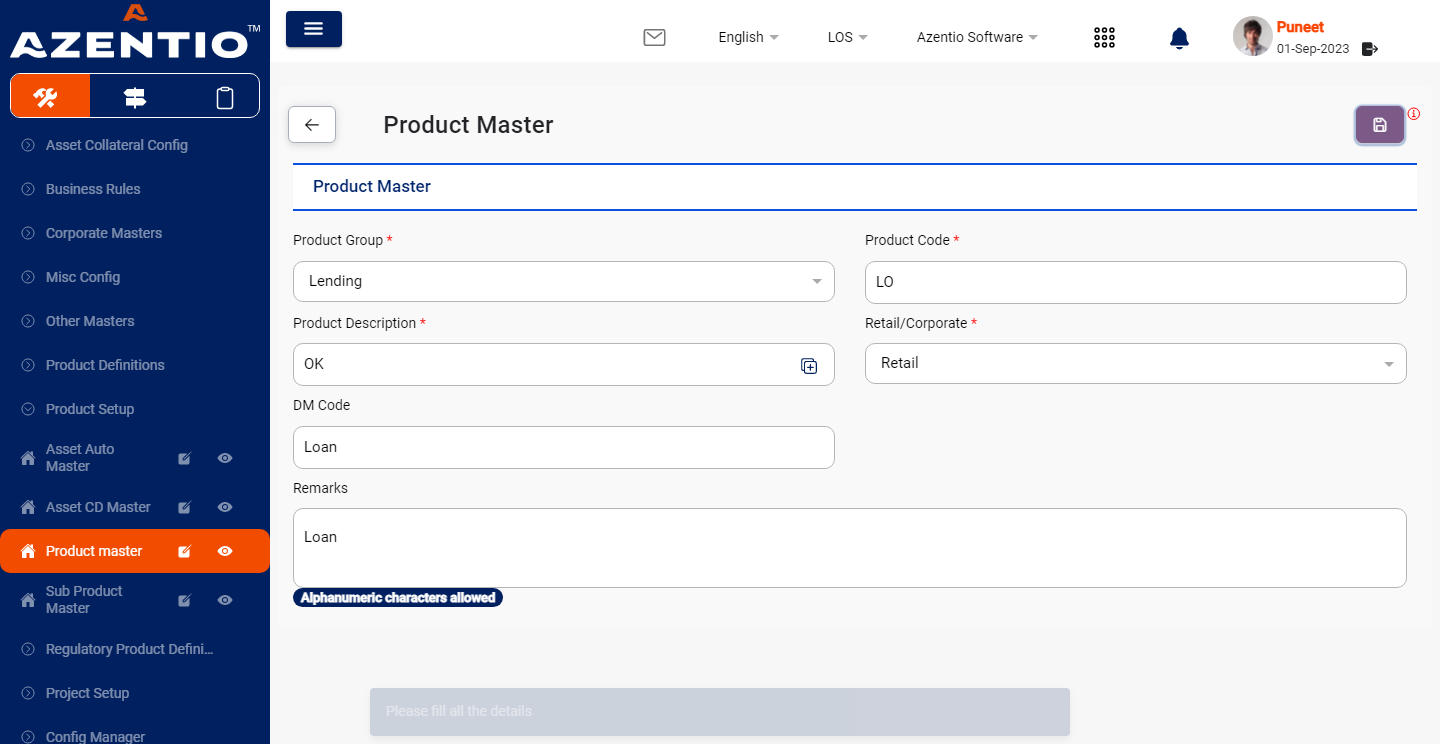 AZENTIO™
English
LOS
Azentio Software
Puneet
01-Sep-2023
Asset Collateral Config
Business Rules
Corporate Masters
Misc Config
Other Masters
Product Definitions
Product Setup
Asset Auto
Master
Asset CD Master
Product master
Sub Product
Master
Regulatory Product Defini...
Project Setup
Config Manager
Product Master
Product Master
Product Group *
Lending
Product Code *
LO
Product Description *
OK
Retail/Corporate *
Retail
DM Code
Loan
Remarks
Loan
Alphanumeric characters allowed
Please fill all the details